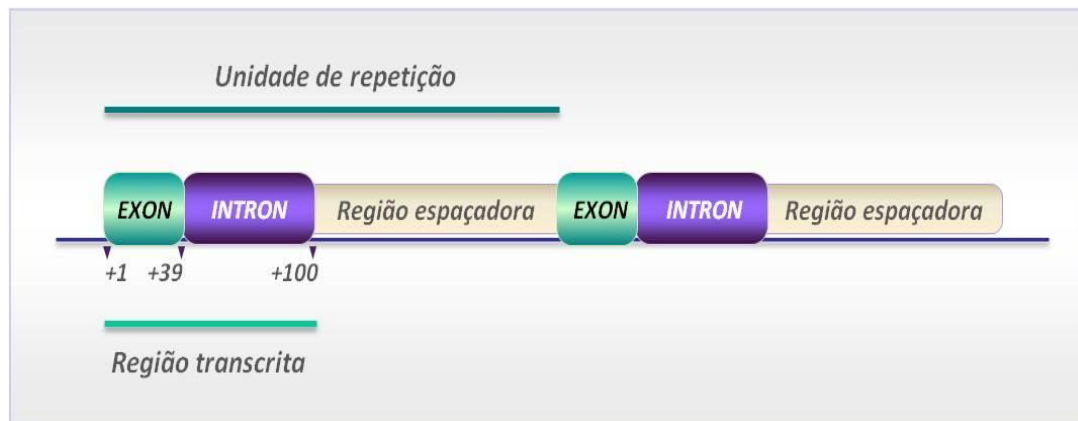 Unidade de repetição
EXON INTRON Região espaçadora EXON INTRON Região espaçadora
+1 +39 +100
Região transcrita